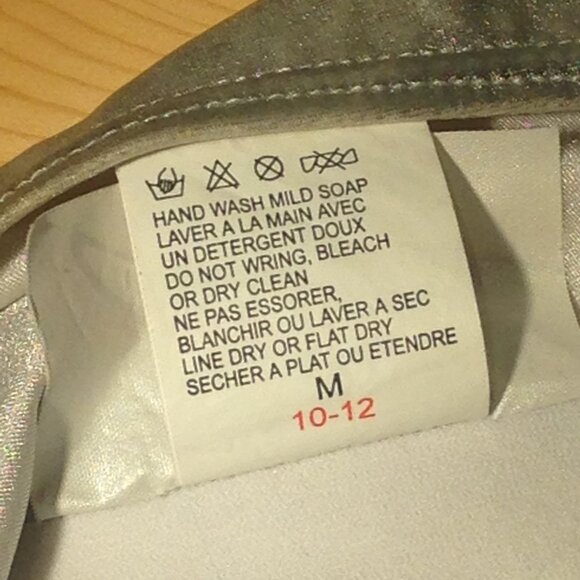 HAND WASH MILD SOAP
LAVER A LA MAIN AVEC
UN DETERGENT DOUX
DO NOT WRING, BLEACH
OR DRY CLEAN
NE PAS ESSORER,
BLANCHIR OU LAVER A SEC
LINE DRY OR FLAT DRY
SECHER A PLAT OU ETENDRE
M
10-12